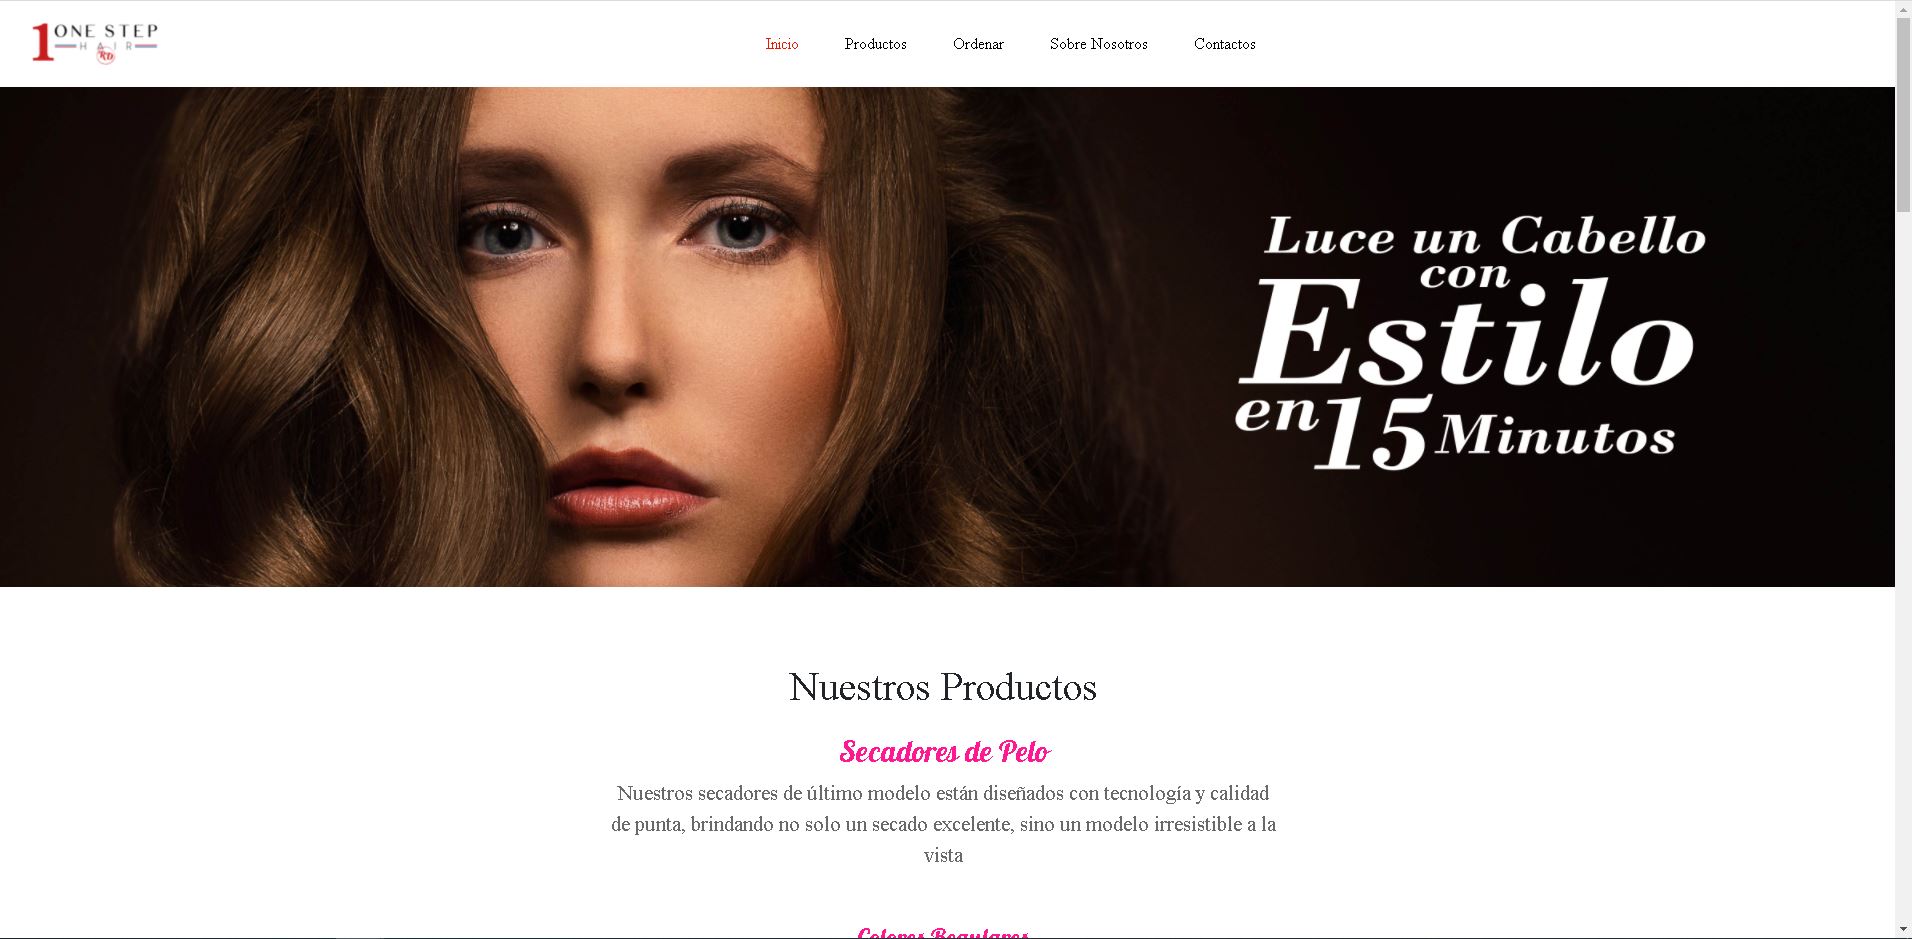 1 ONE STEP
HAIR
RD
Inicio
Productos
Ordenar
Sobre Nosotros
Contactos
Luce un Cabello
con
Estilo
en 15 Minutos
Nuestros Productos
Secadores de Pelo
Nuestros secadores de último modelo están diseñados con tecnología y calidad
de punta, brindando no solo un secado excelente, sino un modelo irresistible a la
vista
Colores Regulares